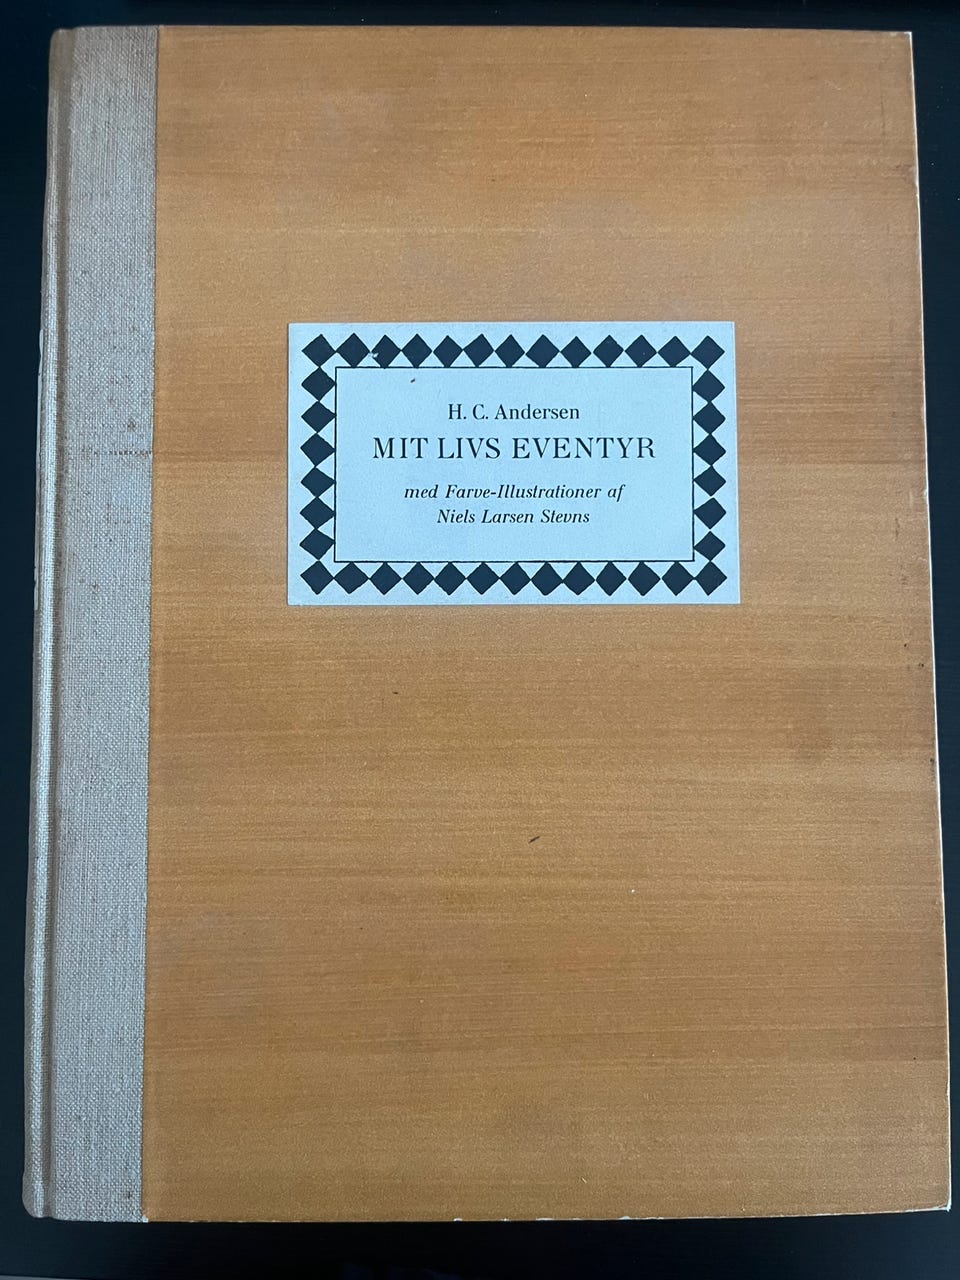 H. C. Andersen
MIT LIVS EVENTYR
med Farve-Illustrationer af
Niels Larsen Stevns